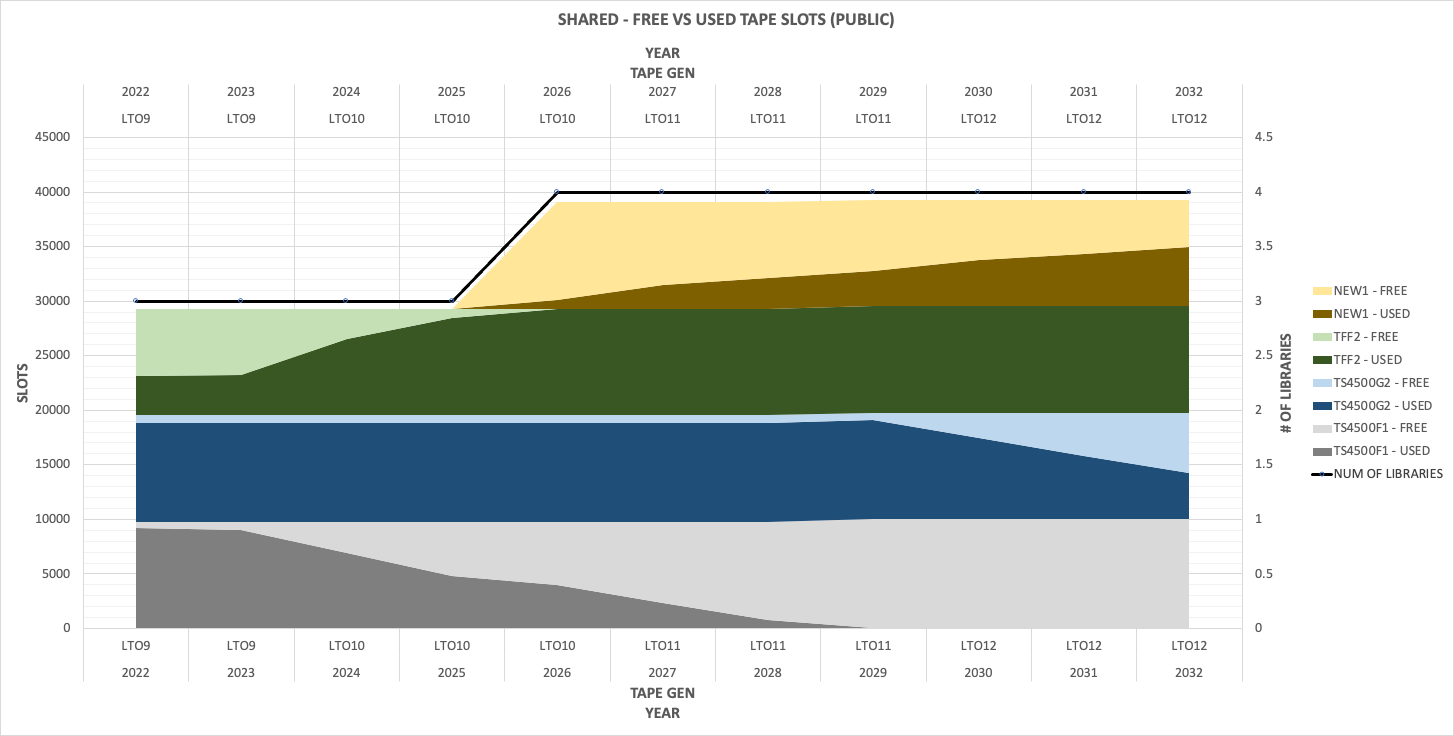 SHARED - FREE VS USED TAPE SLOTS (PUBLIC)
YEAR
TAPE GEN
2022 2023 2024 2025 2026 2027 2028 2029 2030 2031 2032
LTO9 LTO9 LTO10 LTO10 LTO10 LTO11 LTO11 LTO11 LTO12 LTO12 LTO12
45000 4.5
40000 4
35000 3.5
30000 3
25000 2.5
20000 2
15000 1.5
10000 1
5000 0.5
0 0
SLOTS
# OF LIBRARIES
NEW1 - FREE
NEW1 - USED
TFF2 - FREE
TFF2 - USED
TS4500G2 - FREE
TS4500G2 - USED
TS4500F1 - FREE
TS4500F1 - USED
NUM OF LIBRARIES
LTO9 LTO9 LTO10 LTO10 LTO10 LTO11 LTO11 LTO11 LTO12 LTO12 LTO12
2022 2023 2024 2025 2026 2027 2028 2029 2030 2031 2032
TAPE GEN
YEAR